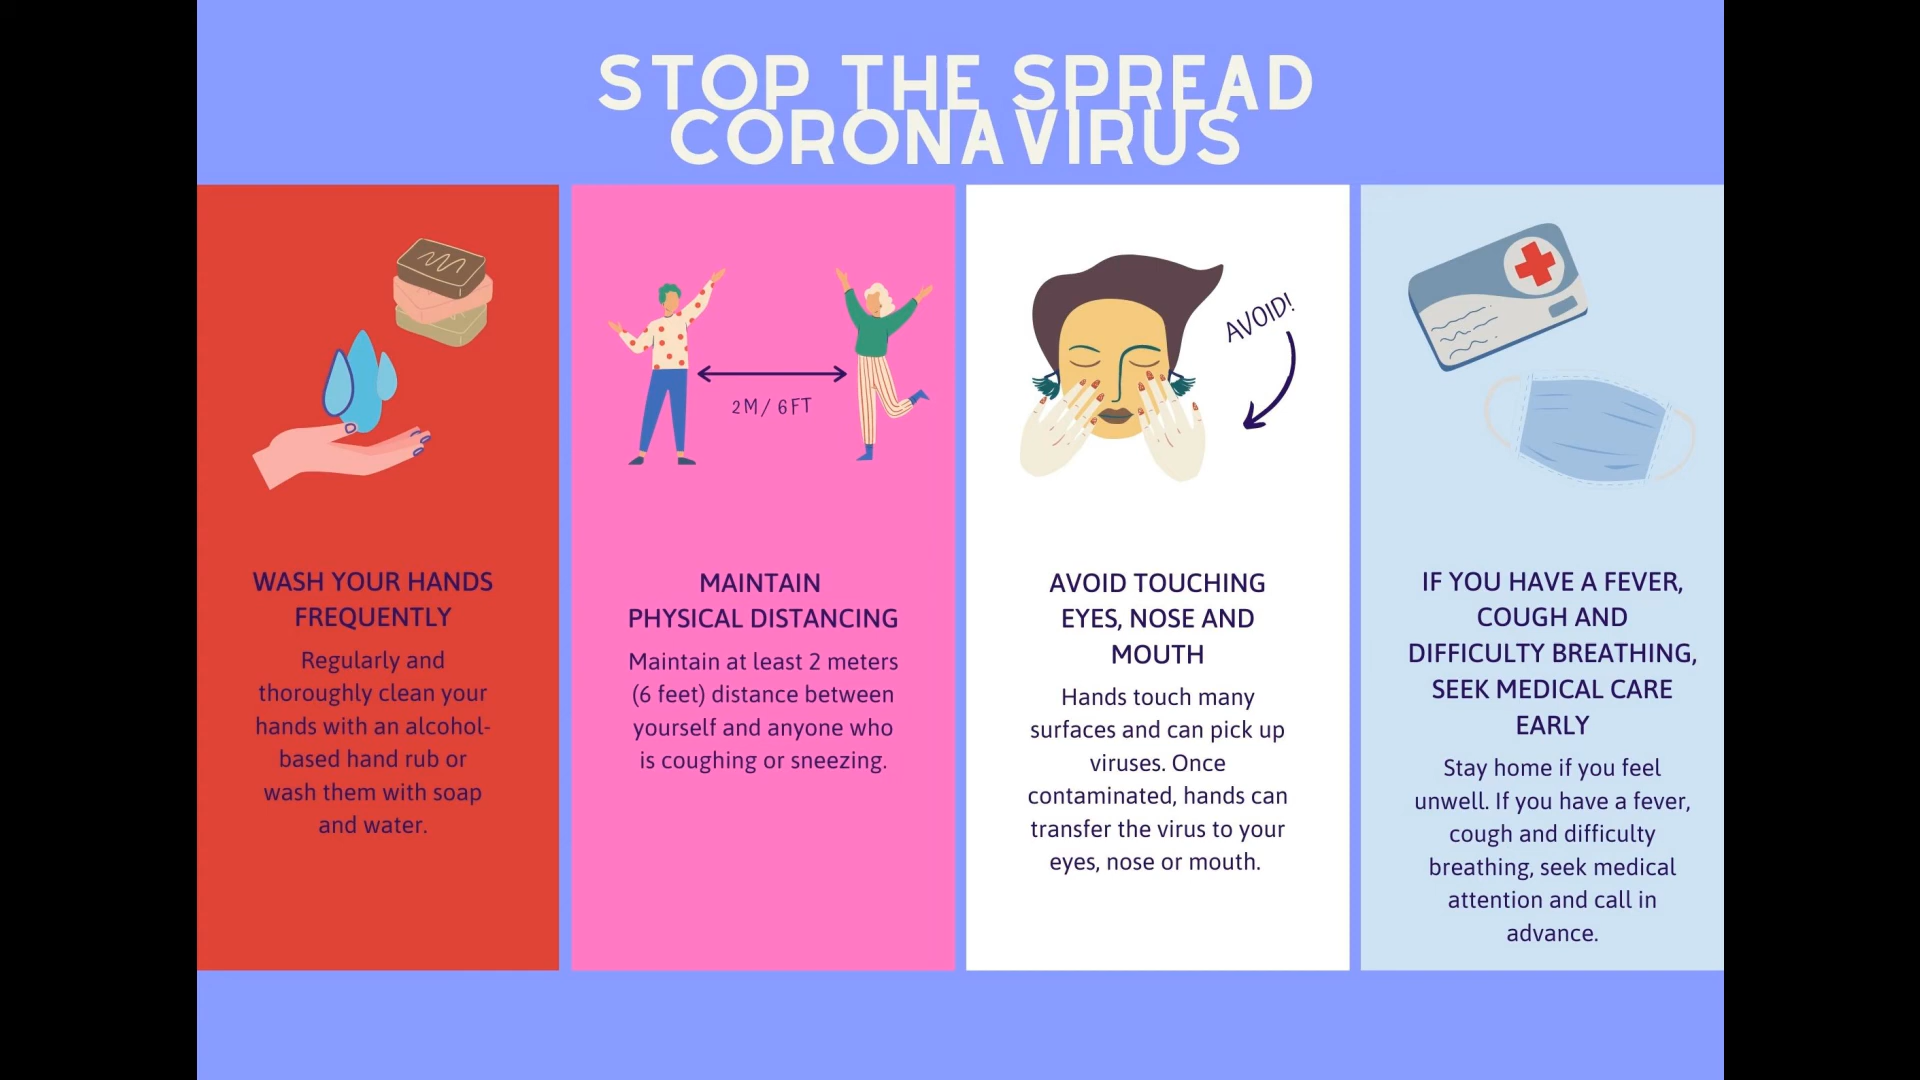 STOP THE SPREAD
CORONAVIRUS
WASH YOUR HANDS
FREQUENTLY
Regularly and
thoroughly clean your
hands with an alcohol-
based hand rub or
wash them with soap
and water.
2M/ 6FT
MAINTAIN
PHYSICAL DISTANCING
Maintain at least 2 meters
(6 feet) distance between
yourself and anyone who
is coughing or sneezing.
AVOID!
AVOID TOUCHING
EYES, NOSE AND
MOUTH
Hands touch many
surfaces and can pick up
viruses. Once
contaminated, hands can
transfer the virus to your
eyes, nose or mouth.
IF YOU HAVE A FEVER,
COUGH AND
DIFFICULTY BREATHING,
SEEK MEDICAL CARE
EARLY
Stay home if you feel
unwell. If you have a fever,
cough and difficulty
breathing, seek medical
attention and call in
advance.